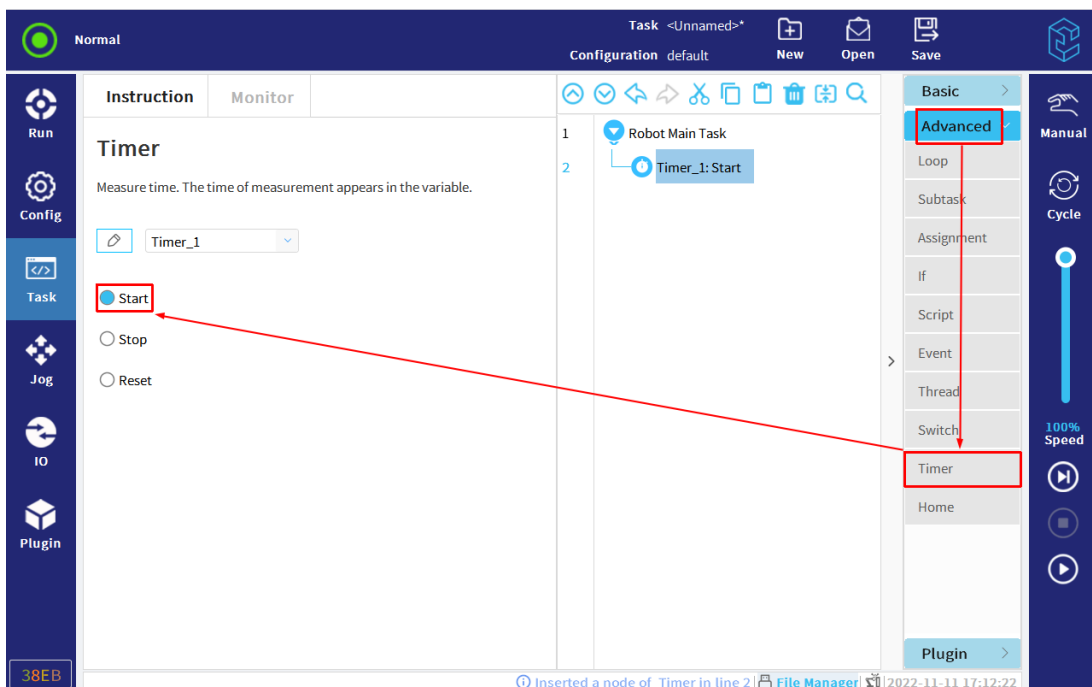 Normal
Task <Unnamed>*
Configuration default
New
Open
Save
Run
Config
Task
Jog
IO
Plugin
38EB
Instruction
Monitor
Timer
Measure time. The time of measurement appears in the variable.
Timer_1
Start
Stop
Reset
1 Robot Main Task
2 Timer_1: Start
Basic
Advanced
Loop
Subtask
Assignment
If
Script
Event
Thread
Switch
Timer
Home
Plugin
Manual
Cycle
100%
Speed
Inserted a node of Timer in line 2 File Manager 2022-11-11 17:12:22